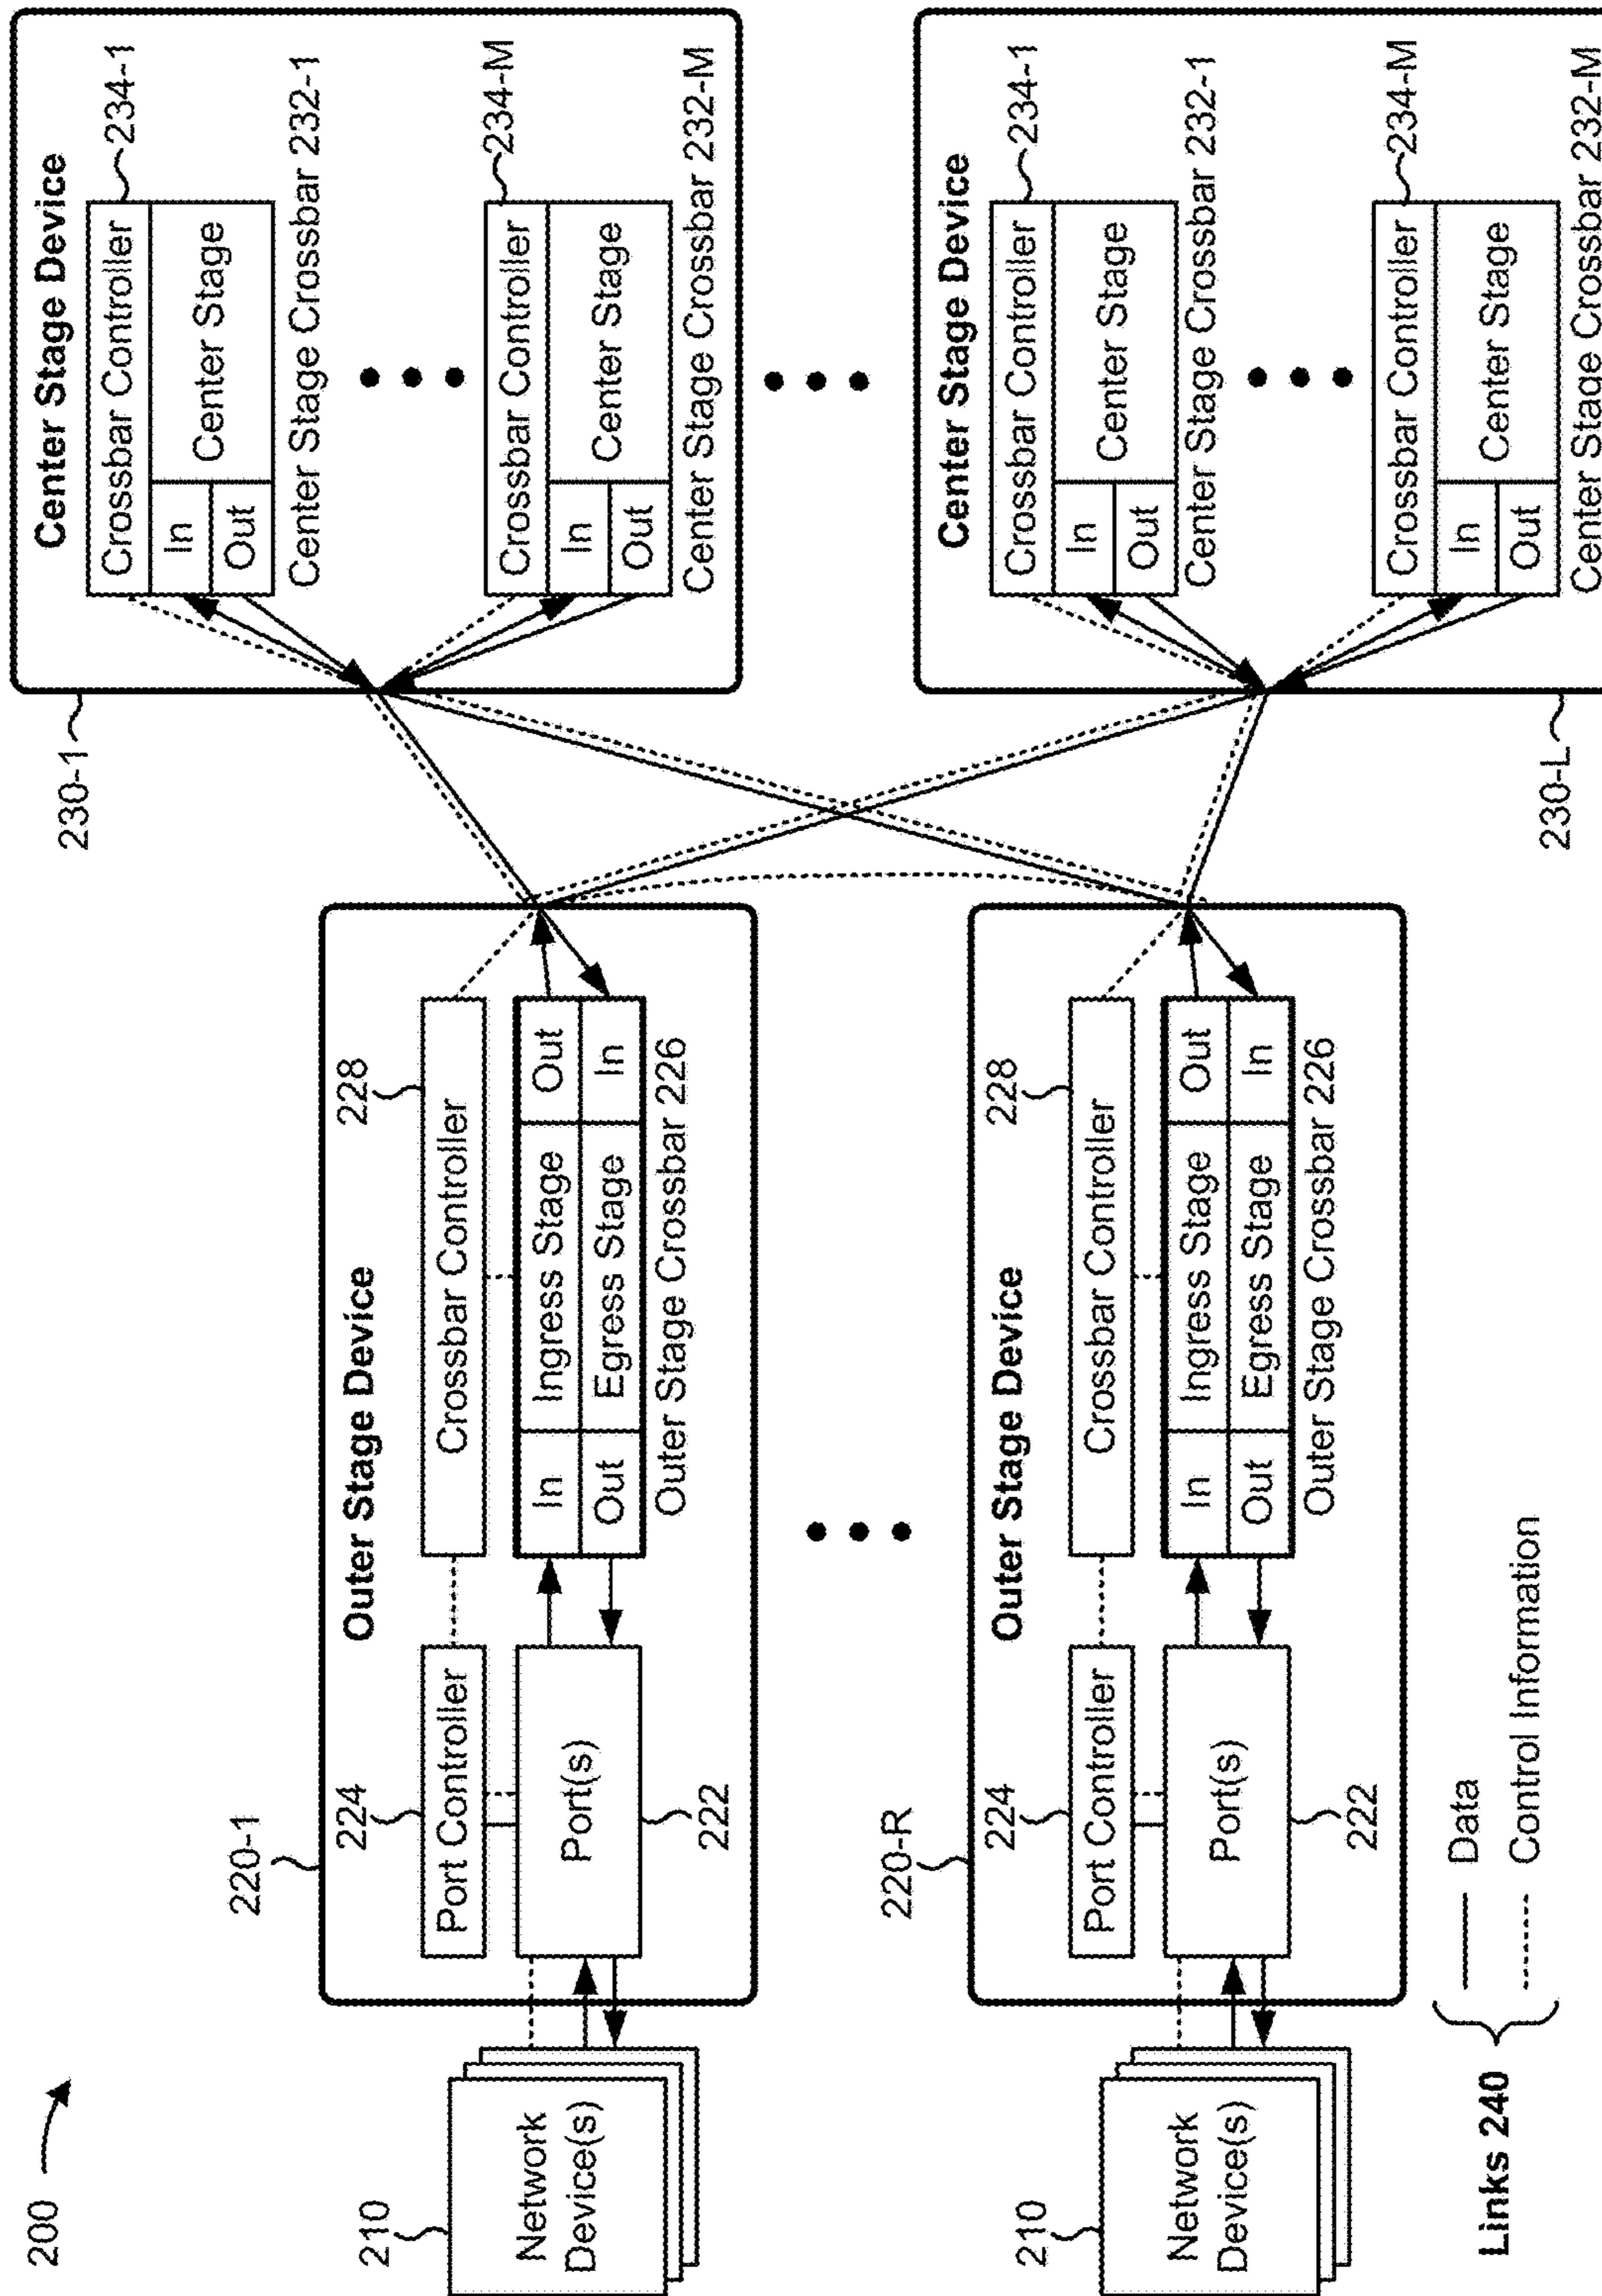 200
210
Network
Device(s)
220-1
Outer Stage Device
224
Port Controller
Port(s)
222
228
Crossbar Controller
In
Ingress Stage
Out
Out
Egress Stage
In
Outer Stage Crossbar 226
230-1
Center Stage Device
Crossbar Controller
234-1
In
Center Stage
Out
Center Stage Crossbar 232-1
Crossbar Controller
234-M
In
Center Stage
Out
Center Stage Crossbar 232-M
210
Network
Device(s)
220-R
Outer Stage Device
224
Port Controller
Port(s)
222
228
Crossbar Controller
In
Ingress Stage
Out
Out
Egress Stage
In
Outer Stage Crossbar 226
230-L
Center Stage Device
Crossbar Controller
234-1
In
Center Stage
Out
Center Stage Crossbar 232-1
Crossbar Controller
234-M
In
Center Stage
Out
Center Stage Crossbar 232-M
Links 240
Data
Control Information